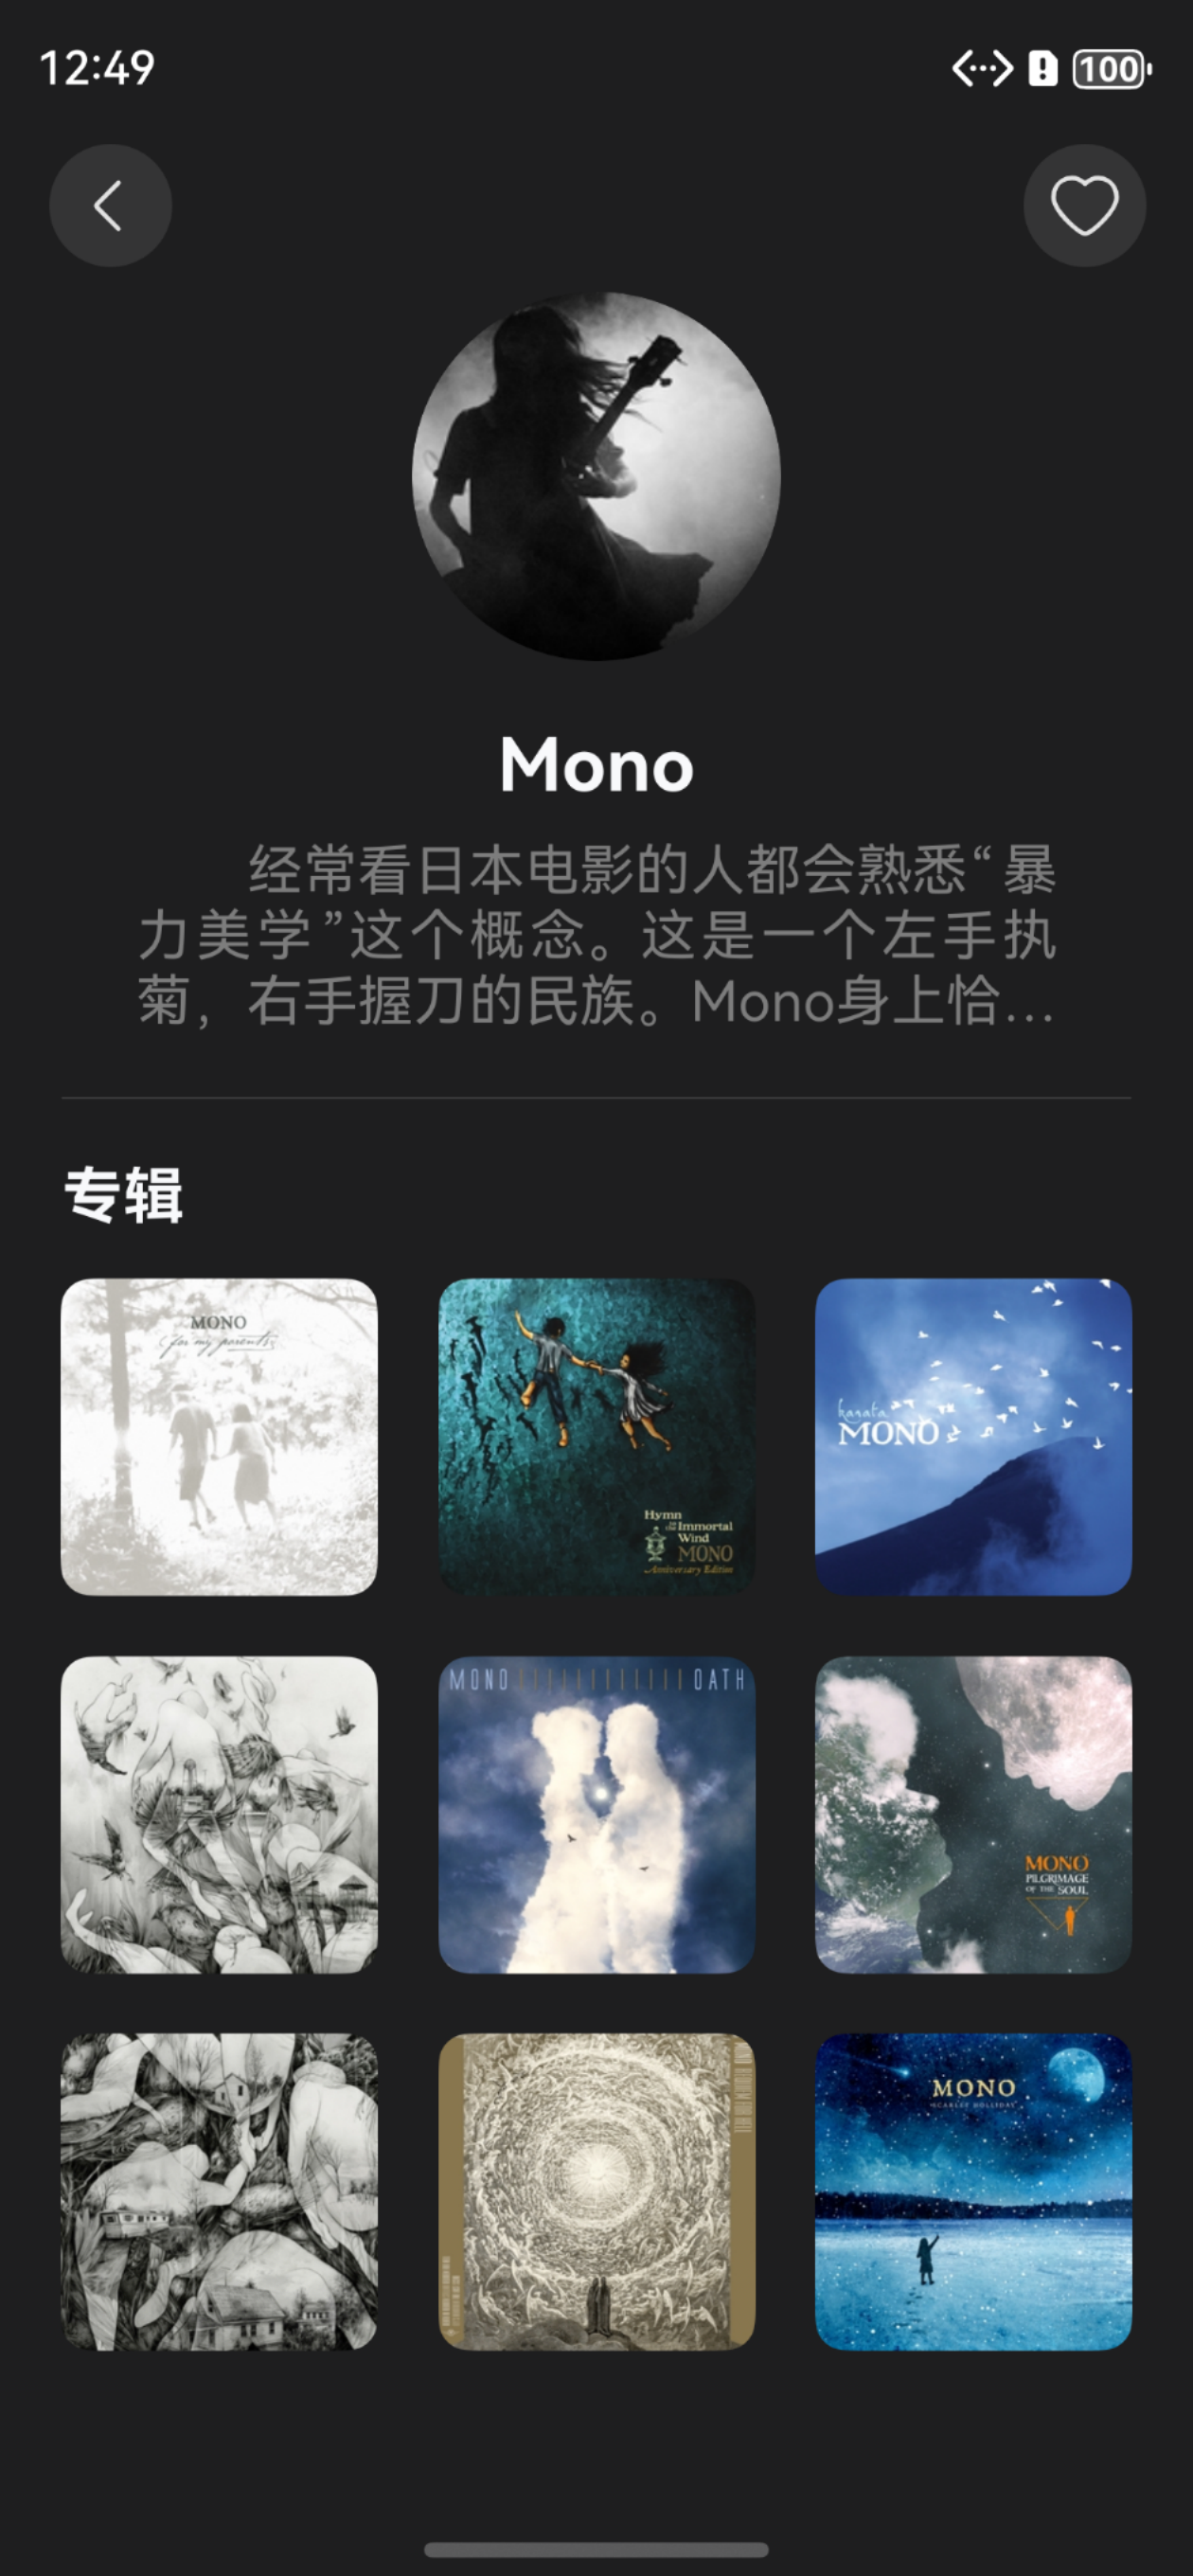 12:49
100
Mono
经常看日本电影的人都会熟悉“暴
力美学”这个概念。这是一个左手执
菊，右手握刀的民族。Mono身上恰...
专辑
MONO
for my parents
Hymn
to the Immortal
Wind
MONO
Anniversary Edition
kanata
MONO
MONO OATH
MONO
PILGRIMAGE
OF THE SOUL
MONO
SCARLET HOLLIDAY